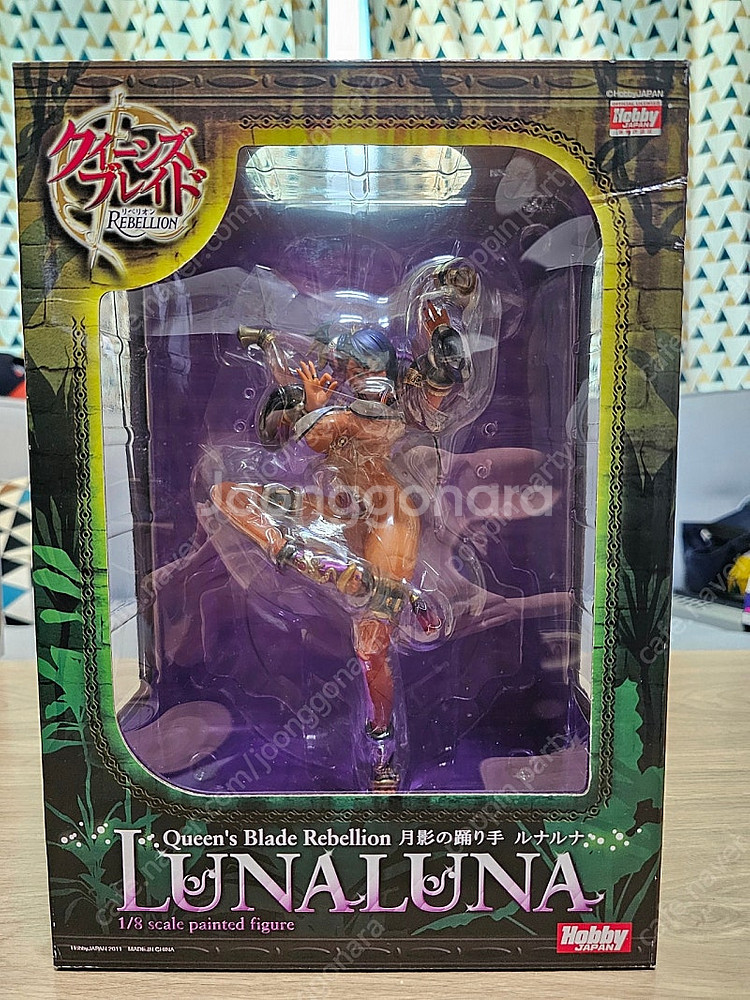 ©HobbyJAPAN
Hobby
JAPAN
クイーンズ
ブレイド
リベリオン
REBELLION
Joonggonara
Queen's Blade Rebellion 月影の踊り手 ルナルナ
LUNALUNA
1/8 scale painted figure
HobbyJAPAN 2011 MADE IN CHINA
Hobby
JAPAN